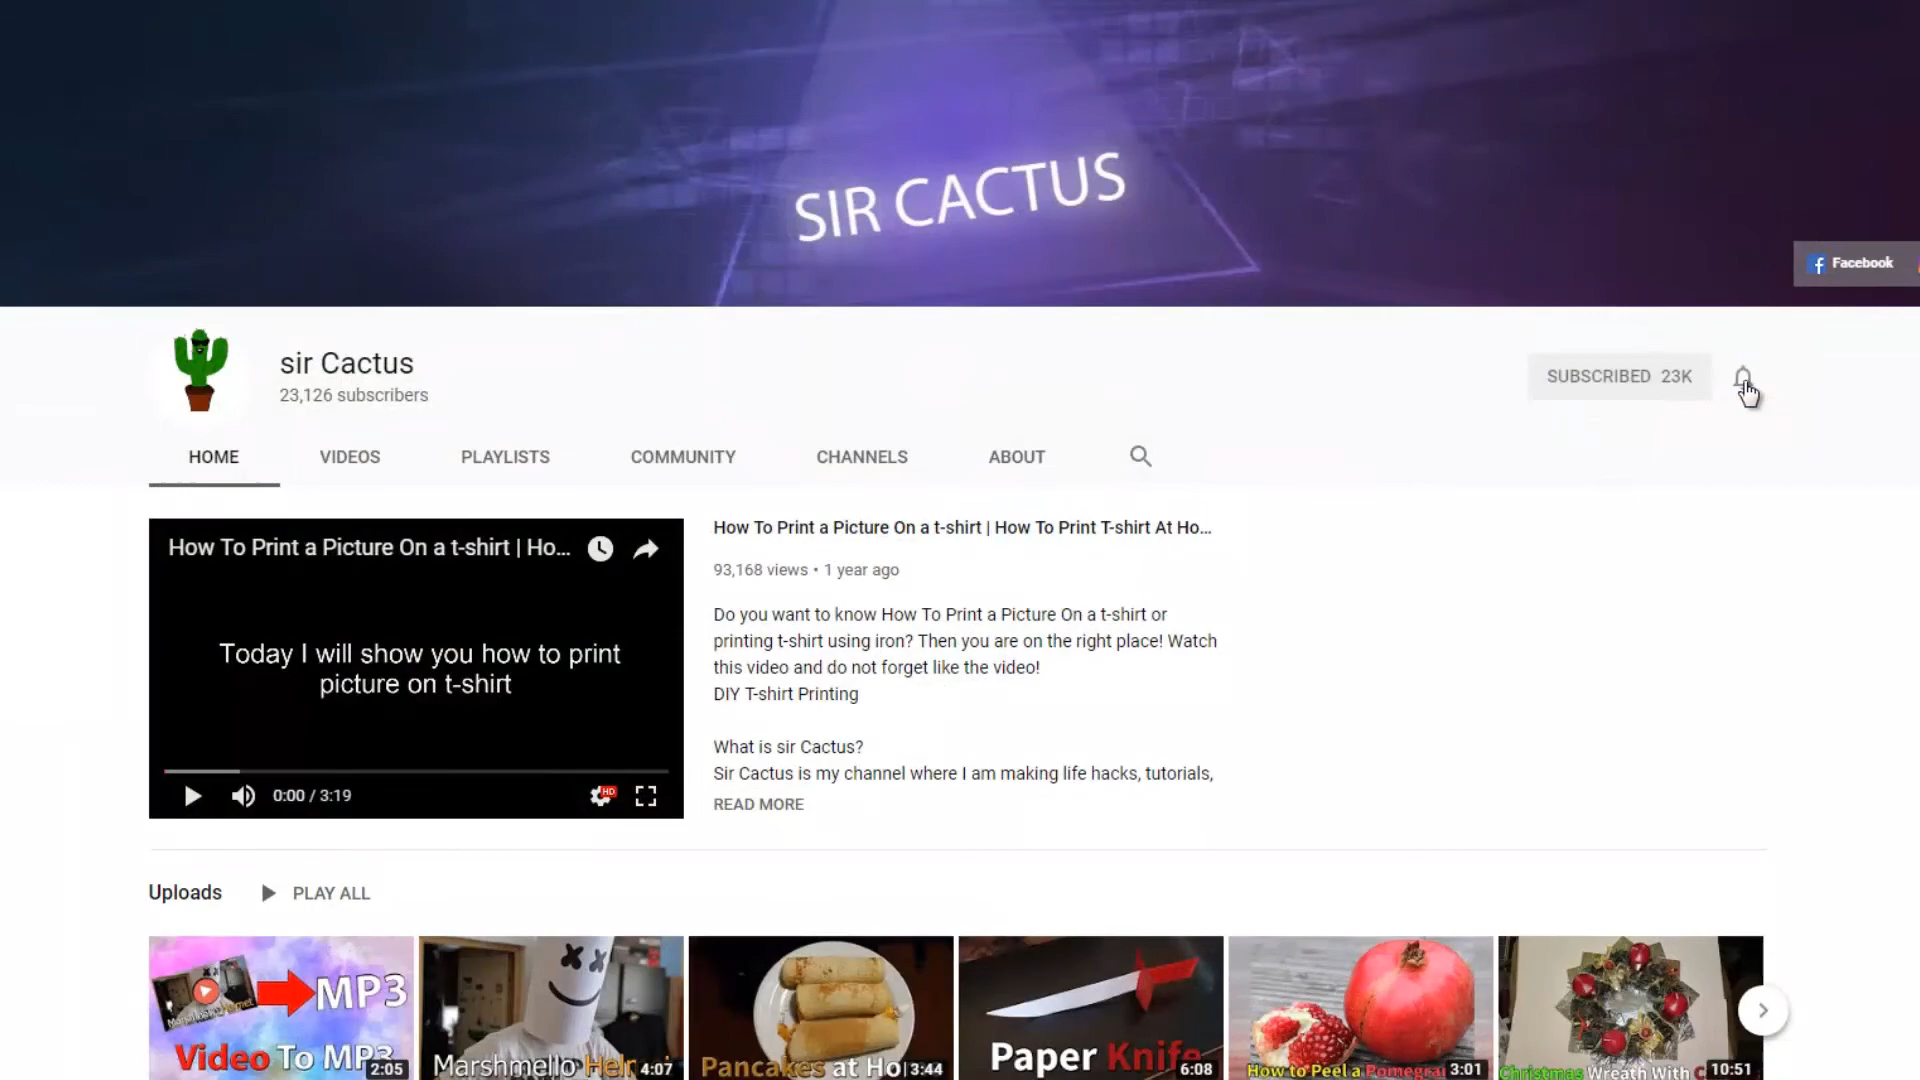 SIR CACTUS
Facebook
sir Cactus
23,126 subscribers
SUBSCRIBED 23K
HOME VIDEOS PLAYLISTS COMMUNITY CHANNELS ABOUT
How To Print a Picture On a t-shirt | Ho...
Today I will show you how to print
picture on t-shirt
0:00 / 3:19
HD
How To Print a Picture On a t-shirt | How To Print T-shirt At Ho...
93,168 views • 1 year ago
Do you want to know How To Print a Picture On a t-shirt or
printing t-shirt using iron? Then you are on the right place! Watch
this video and do not forget like the video!
DIY T-shirt Printing
What is sir Cactus?
Sir Cactus is my channel where I am making life hacks, tutorials,
READ MORE
Uploads PLAY ALL
MP3
Video To MP3
2:05
Marshmello Hel
4:07
Pancakes at Ho
3:44
Paper Knife
6:08
How to Peel a Pomegra
3:01
Christmas Wreath With C
10:51